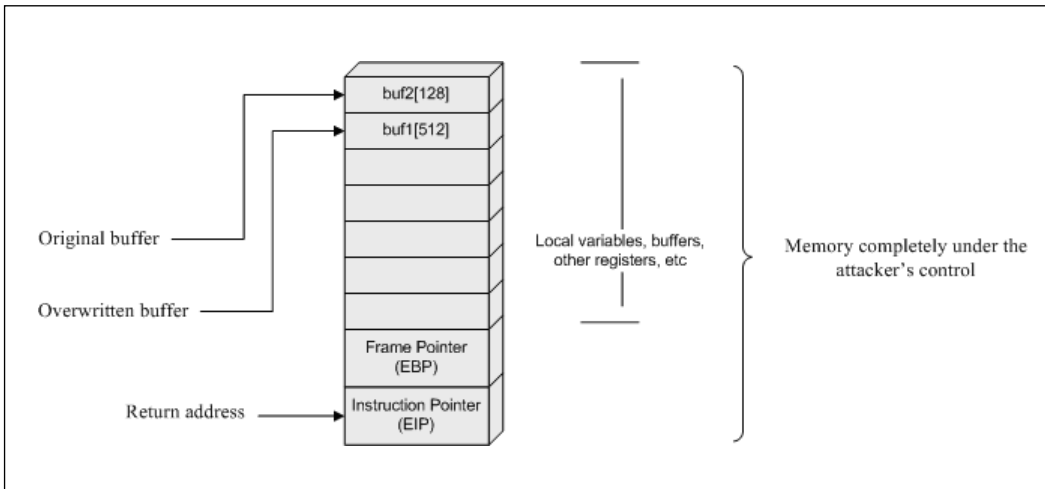 buf2[128]
buf1[512]
Original buffer
Overwritten buffer
Return address
Frame Pointer
(EBP)
Instruction Pointer
(EIP)
Local variables, buffers,
other registers, etc
Memory completely under the
attacker's control